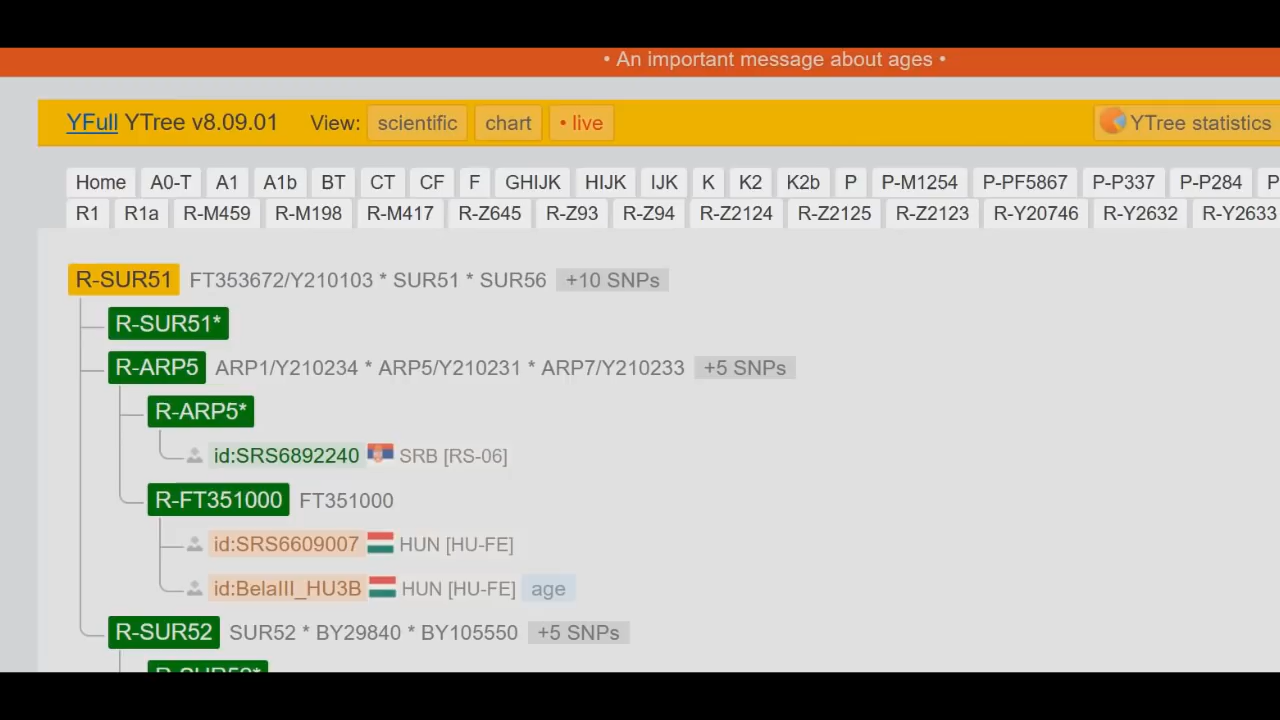 • An important message about ages •
YFull YTree v8.09.01 View: scientific chart • live YTree statistics
Home A0-T A1 A1b BT CT CF F GHIJK HIJK IJK K K2 K2b P P-M1254 P-PF5867 P-P337 P-P284 P
R1 R1a R-M459 R-M198 R-M417 R-Z645 R-Z93 R-Z94 R-Z2124 R-Z2125 R-Z2123 R-Y20746 R-Y2632 R-Y2633
R-SUR51 FT353672/Y210103 * SUR51 * SUR56 +10 SNPs
R-SUR51*
R-ARP5 ARP1/Y210234 * ARP5/Y210231 * ARP7/Y210233 +5 SNPs
R-ARP5*
id:SRS6892240 SRB [RS-06]
R-FT351000 FT351000
id:SRS6609007 HUN [HU-FE]
id:BelaIII_HU3B HUN [HU-FE] age
R-SUR52 SUR52 * BY29840 * BY105550 +5 SNPs
R-SUR52*